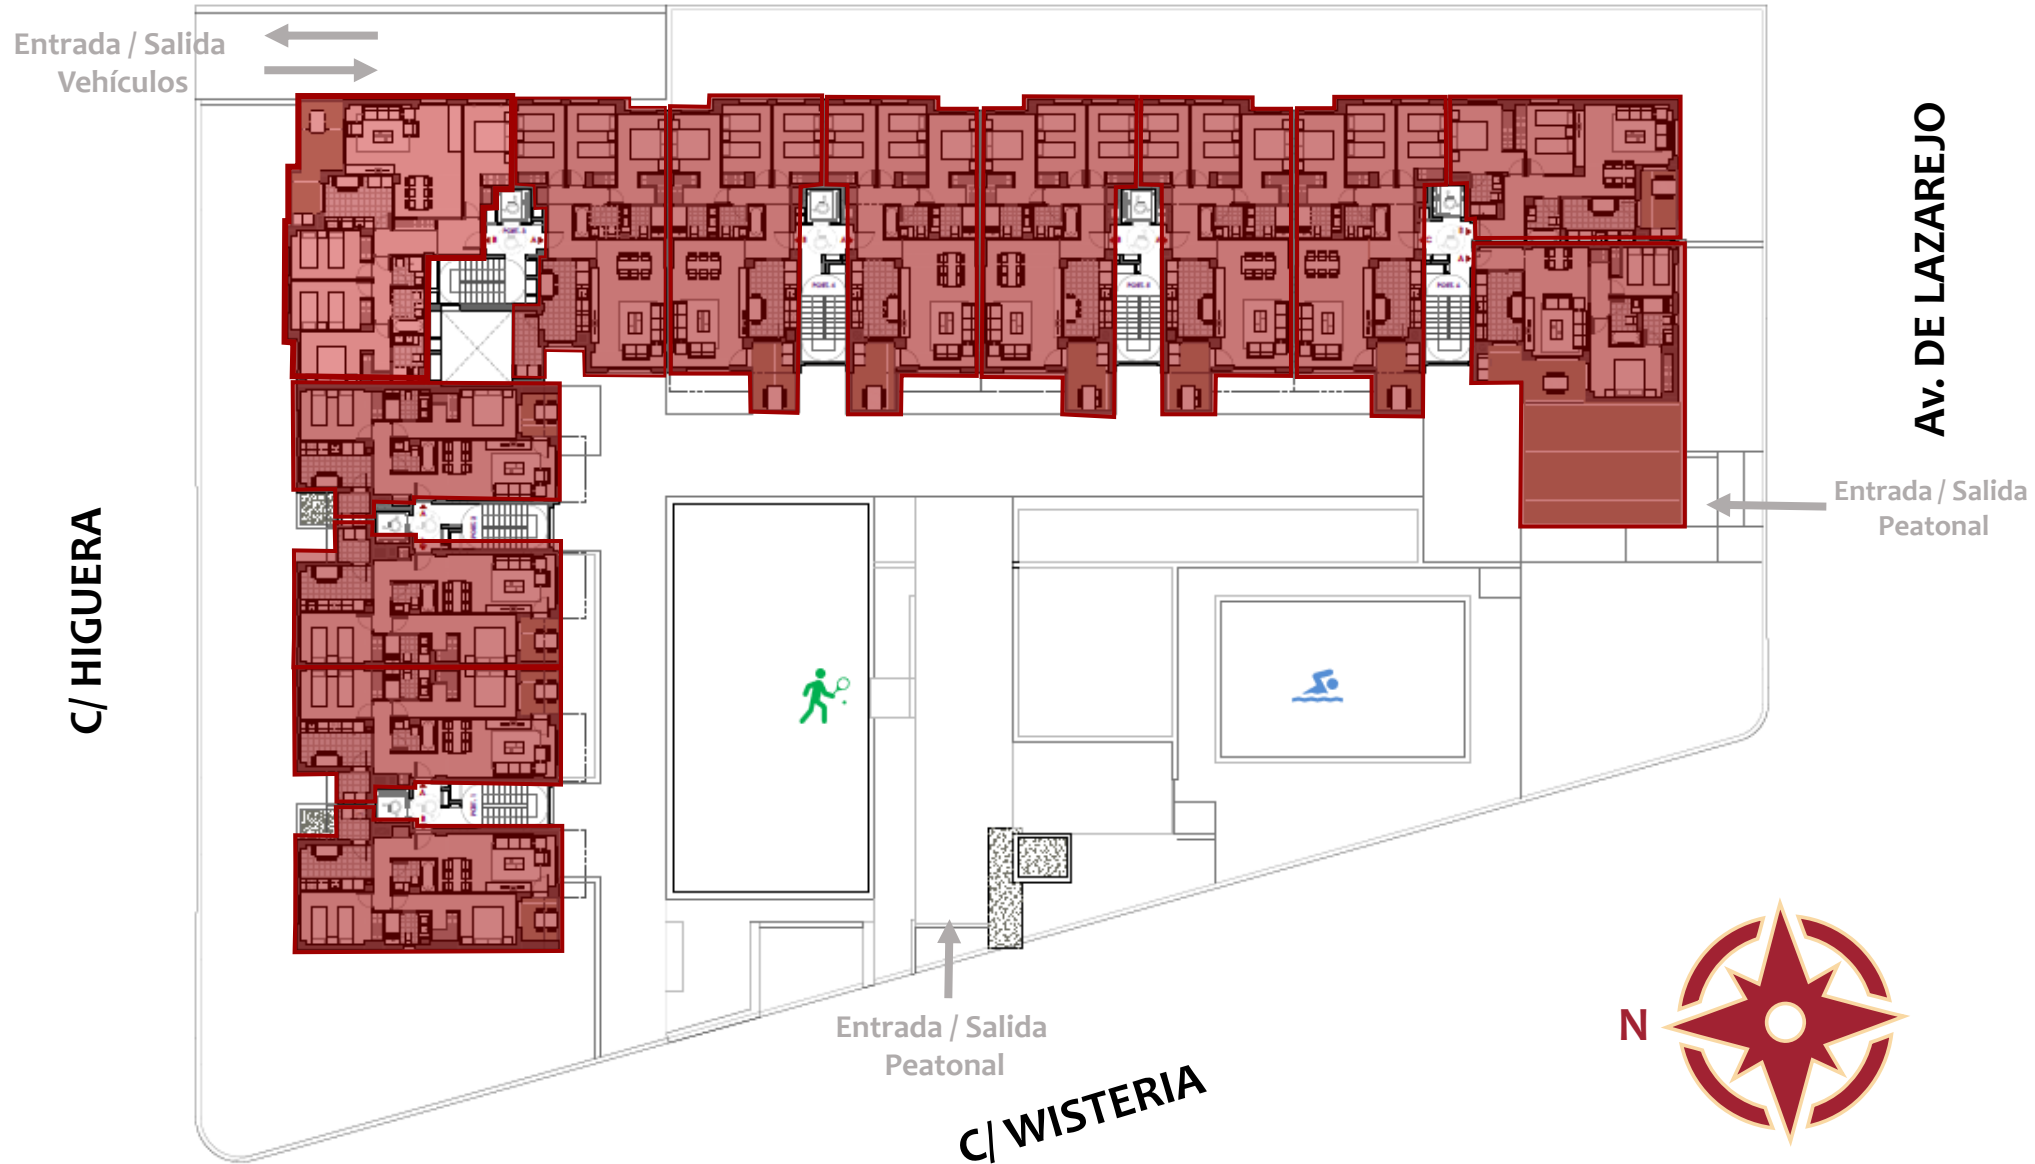 Entrada / Salida
Vehículos
Av. DE LAZAREJO
Entrada / Salida
Peatonal
C/ HIGUERA
N
Entrada / Salida
Peatonal
C/ WISTERIA